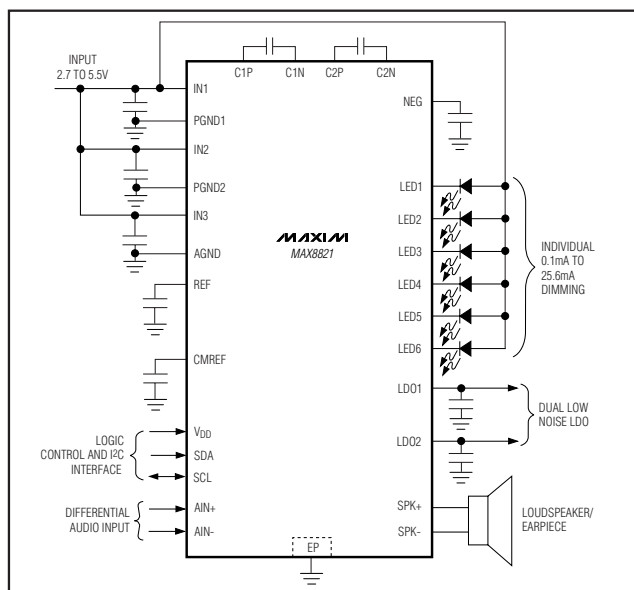 INPUT
2.7 TO 5.5V
C1P
C1N
C2P
C2N
IN1
PGND1
IN2
PGND2
IN3
AGND
REF
CMREF
VDD
SDA
SCL
AIN+
AIN-
LOGIC
CONTROL AND I2C
INTERFACE
DIFFERENTIAL
AUDIO INPUT
MAXIM
MAX8821
EP
NEG
LED1
LED2
LED3
LED4
LED5
LED6
LDO1
LDO2
SPK+
SPK-
INDIVIDUAL
0.1mA TO
25.6mA
DIMMING
DUAL LOW
NOISE LDO
LOUDSPEAKER/
EARPIECE